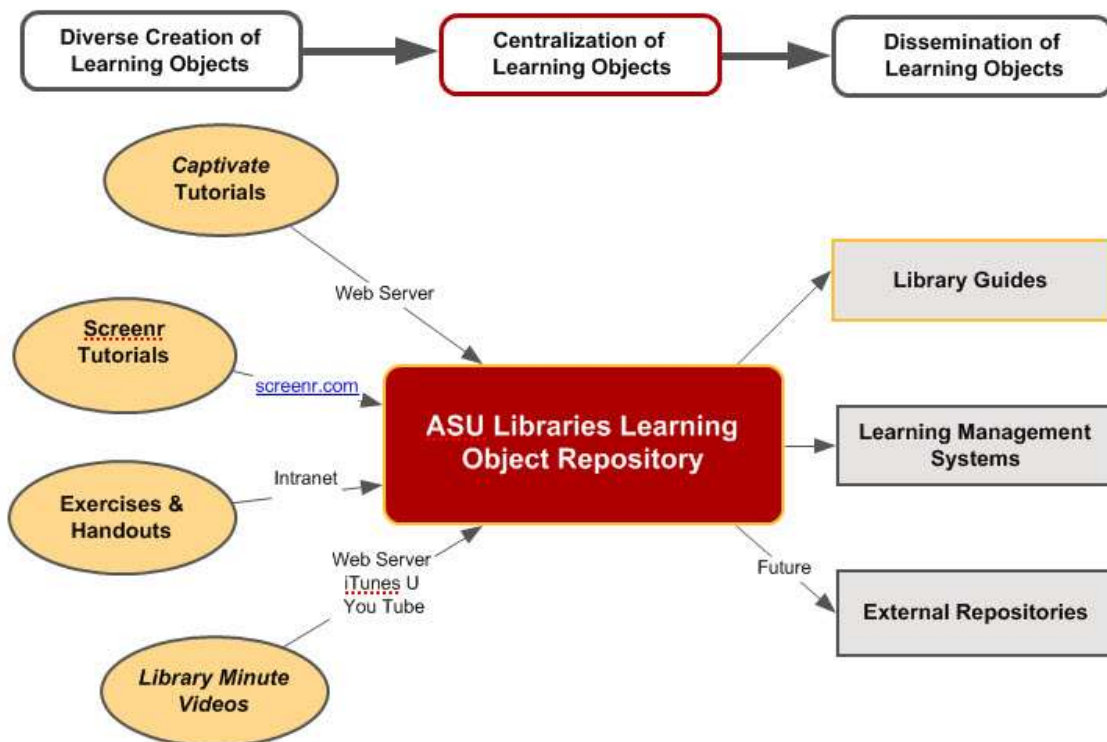 Diverse Creation of
Learning Objects
Centralization of
Learning Objects
Dissemination of
Learning Objects
Captivate
Tutorials
Web Server
Screenr
Tutorials
screenr.com
Exercises &
Handouts
Intranet
Library Minute
Videos
Web Server
iTunes U
You Tube
ASU Libraries Learning
Object Repository
Library Guides
Learning Management
Systems
Future
External Repositories